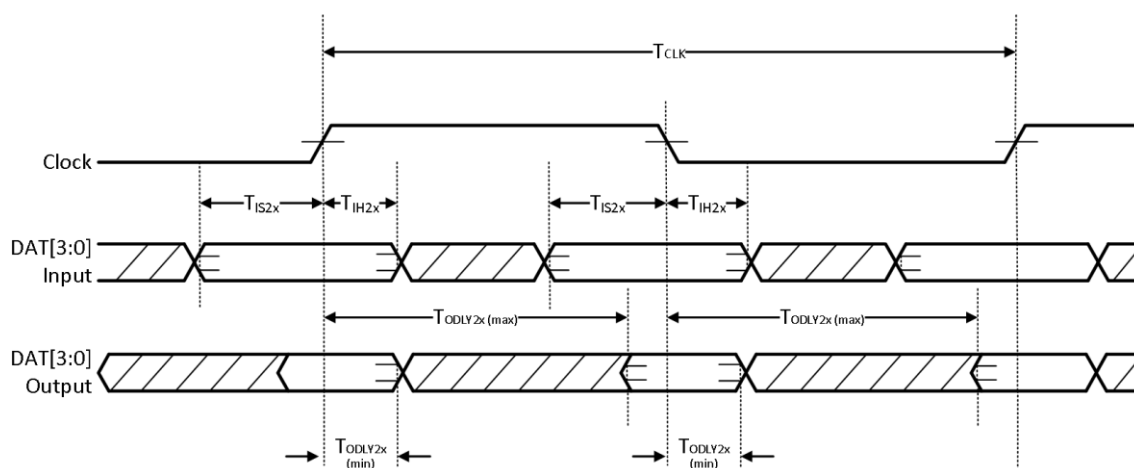 TCLK
Clock
TIS2x TIH2x TIS2x TIH2x
DAT[3:0]
Input
TODLY2x (max) TODLY2x (max)
DAT[3:0]
Output
TODLY2x TODLY2x
(min) (min)